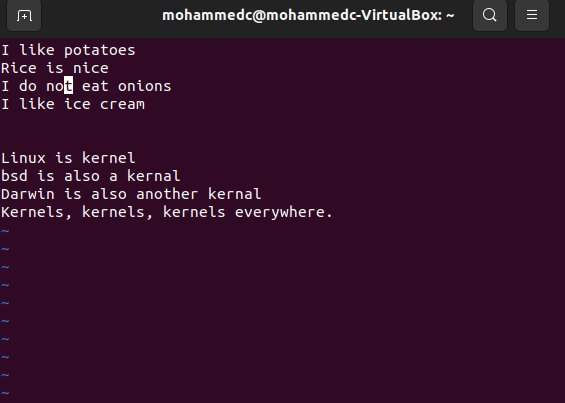 mohammedc@mohammedc-VirtualBox: ~
I like potatoes
Rice is nice
I do not eat onions
I like ice cream
Linux is kernel
bsd is also a kernal
Darwin is also another kernal
Kernels, kernels, kernels everywhere.
~
~
~
~
~
~
~
~
~
~